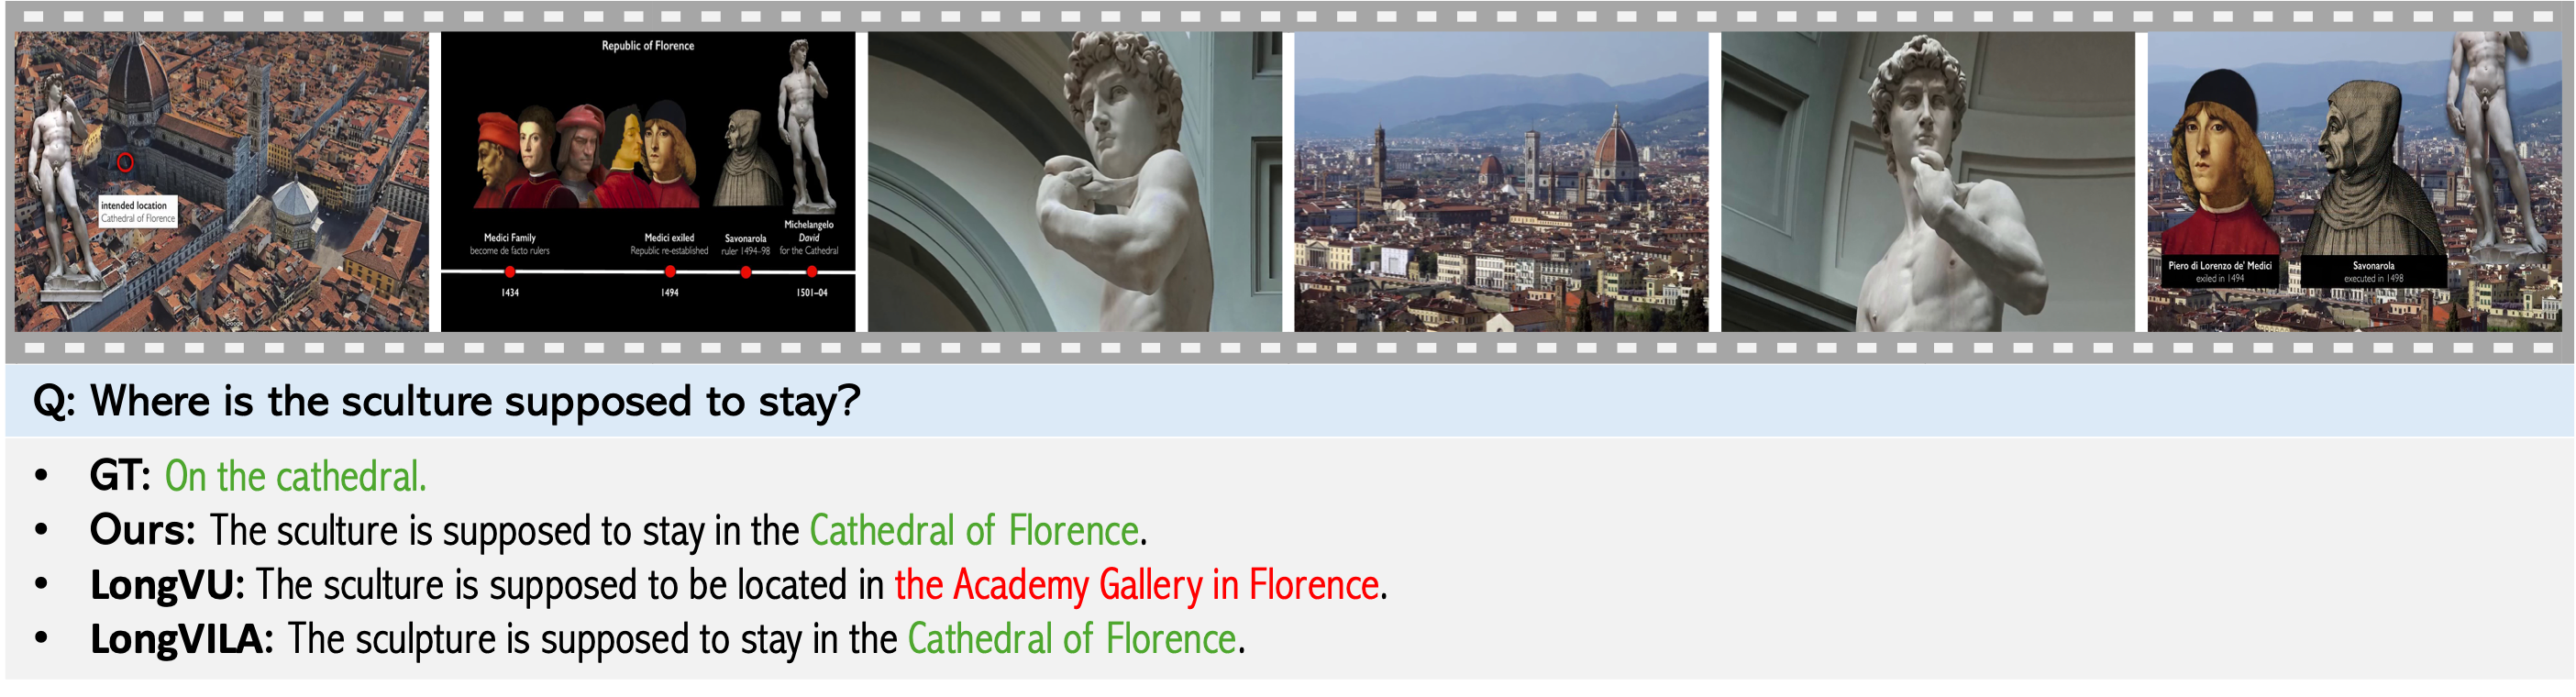 intended location
Cathedral of Florence
Google
Republic of Florence
Medici Family
become de facto rulers
Medici exiled
Republic re-established
Savonarola
ruler 1494–98
Michelangelo
David
for the Cathedral
1434
1494
1501–04
Piero di Lorenzo de' Medici
exiled in 1494
Savonarola
executed in 1498
Q: Where is the sculture supposed to stay?
• GT: On the cathedral.
• Ours: The sculture is supposed to stay in the Cathedral of Florence.
• LongVU: The sculture is supposed to be located in the Academy Gallery in Florence.
• LongVILA: The sculpture is supposed to stay in the Cathedral of Florence.